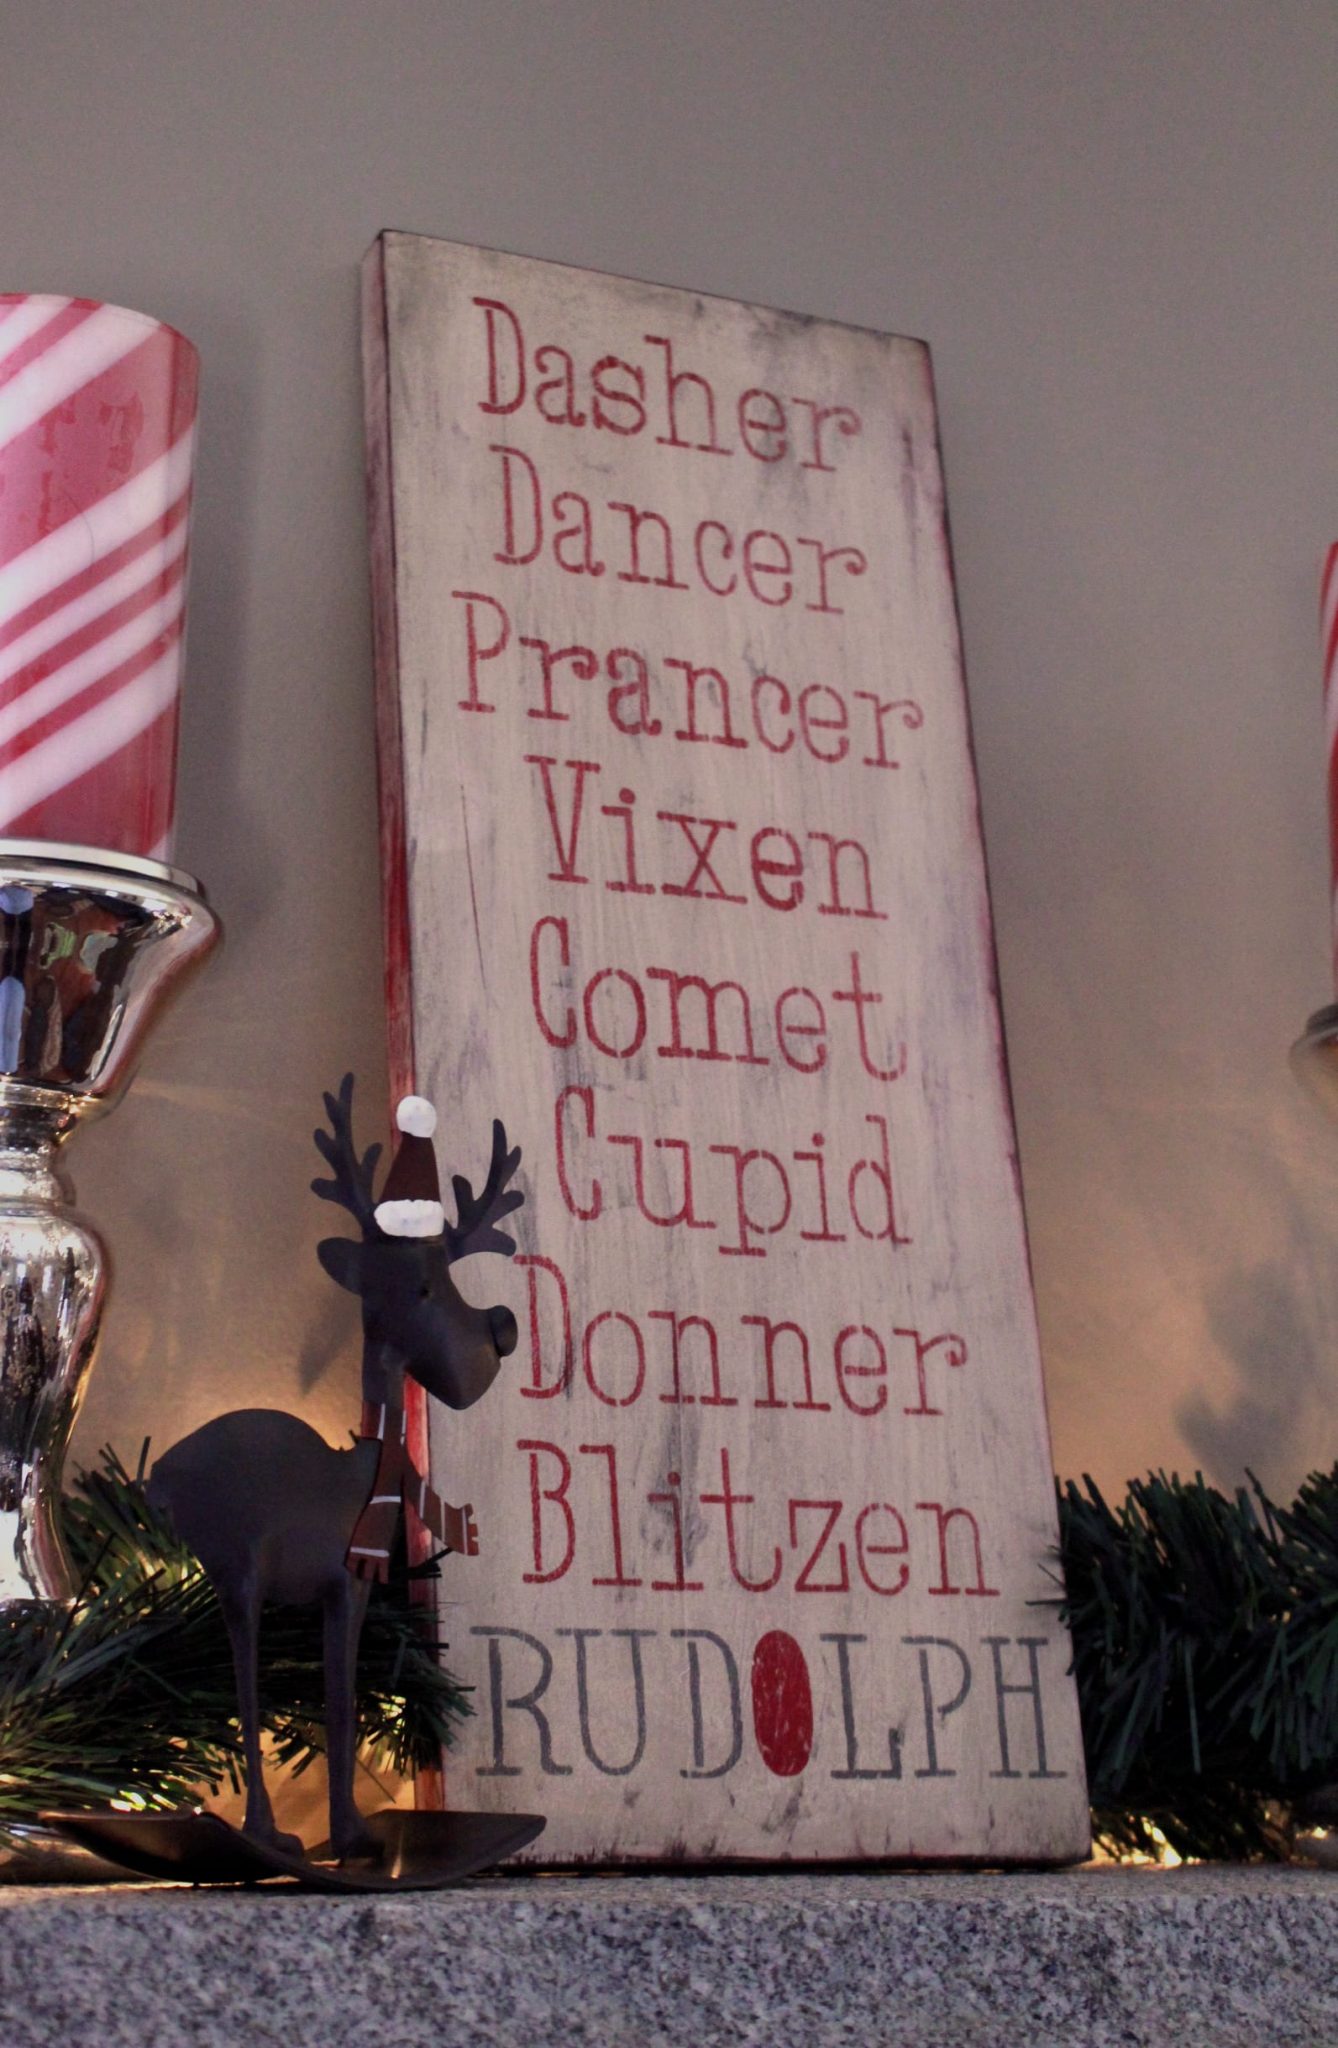 Dasher
Dancer
Prancer
Vixen
Comet
Cupid
Donner
Blitzen
RUDOLPH